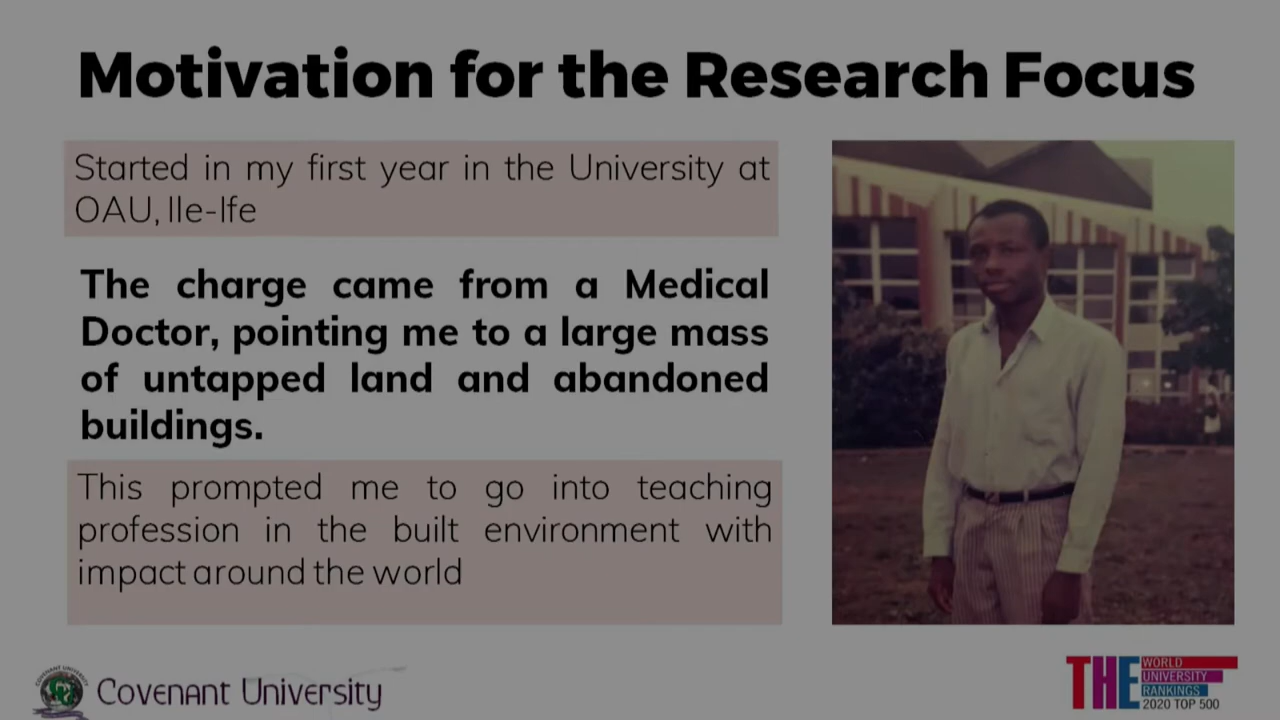 Motivation for the Research Focus
Started in my first year in the University at
OAU, Ile-Ife
The charge came from a Medical
Doctor, pointing me to a large mass
of untapped land and abandoned
buildings.
This prompted me to go into teaching
profession in the built environment with
impact around the world
Covenant University
THE WORLD
UNIVERSITY
RANKINGS
2020 TOP 500